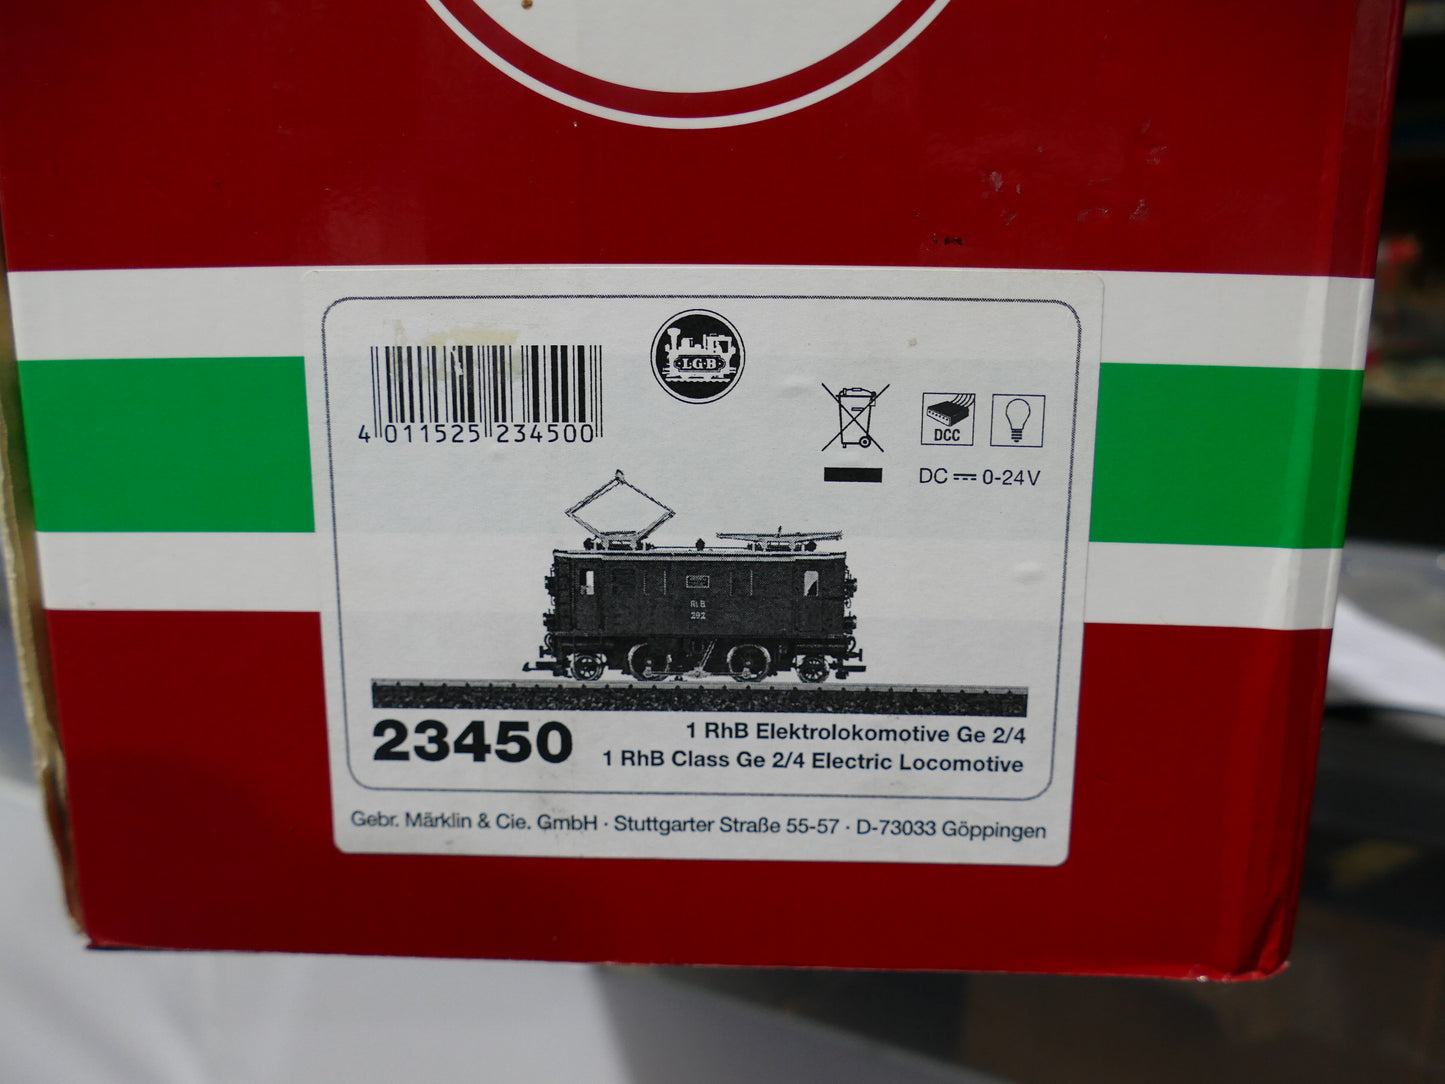 L·G·B
4 011525 234500
DCC
DC 0-24V
RhB
292
23450
1 RhB Elektrolokomotive Ge 2/4
1 RhB Class Ge 2/4 Electric Locomotive
Gebr. Märklin & Cie. GmbH · Stuttgarter Straße 55-57 · D-73033 Göppingen